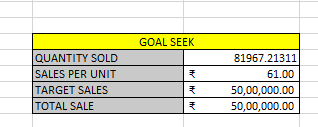 GOAL SEEK
QUANTITY SOLD 81967.21311
SALES PER UNIT ₹ 61.00
TARGET SALES ₹ 50,00,000.00
TOTAL SALE ₹ 50,00,000.00